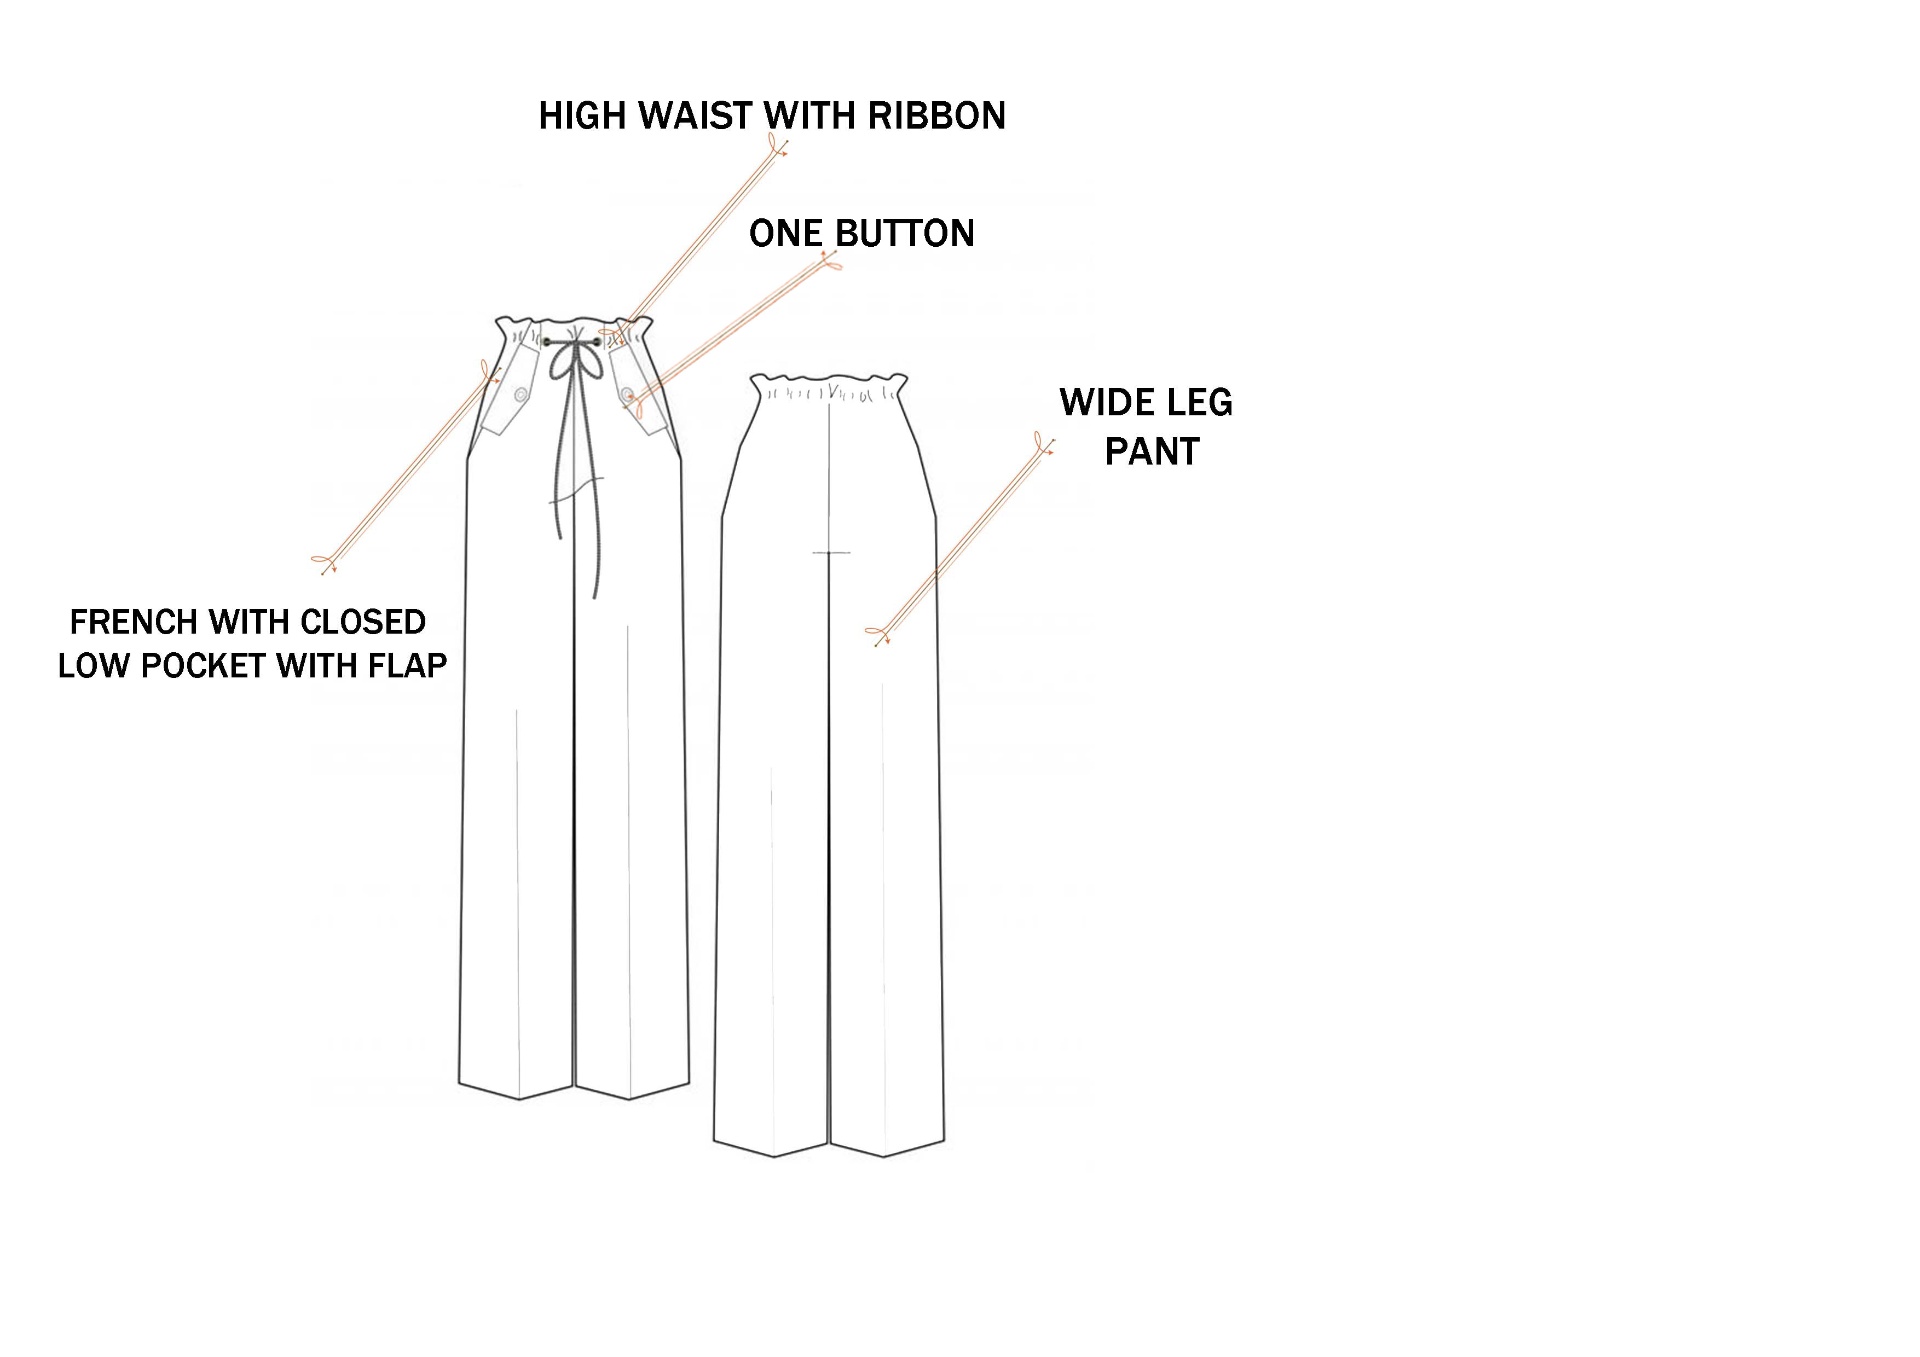 HIGH WAIST WITH RIBBON
ONE BUTTON
WIDE LEG
PANT
FRENCH WITH CLOSED
LOW POCKET WITH FLAP